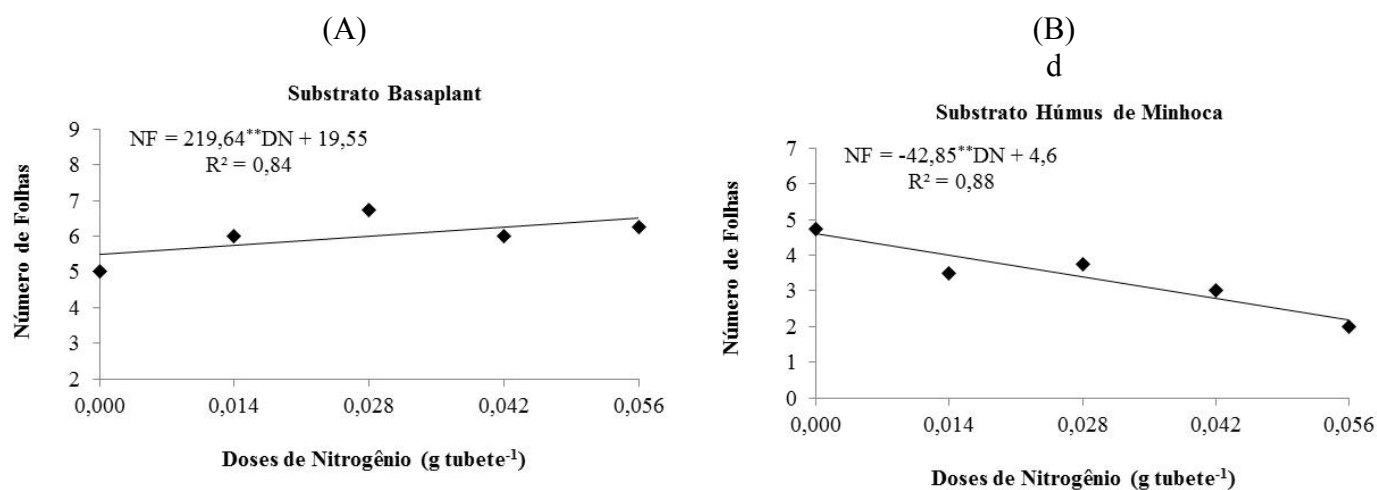 (A)
Substrato Basaplant
NF = 219,64**DN + 19,55
R² = 0,84
Número de Folhas
9
8
7
6
5
4
3
2
0,000 0,014 0,028 0,042 0,056
Doses de Nitrogênio (g tubete⁻¹)
(B)
d
Substrato Húmus de Minhoca
NF = -42,85**DN + 4,6
R² = 0,88
Número de Folhas
7
6
5
4
3
2
1
0
0,000 0,014 0,028 0,042 0,056
Doses de Nitrogênio (g tubete⁻¹)